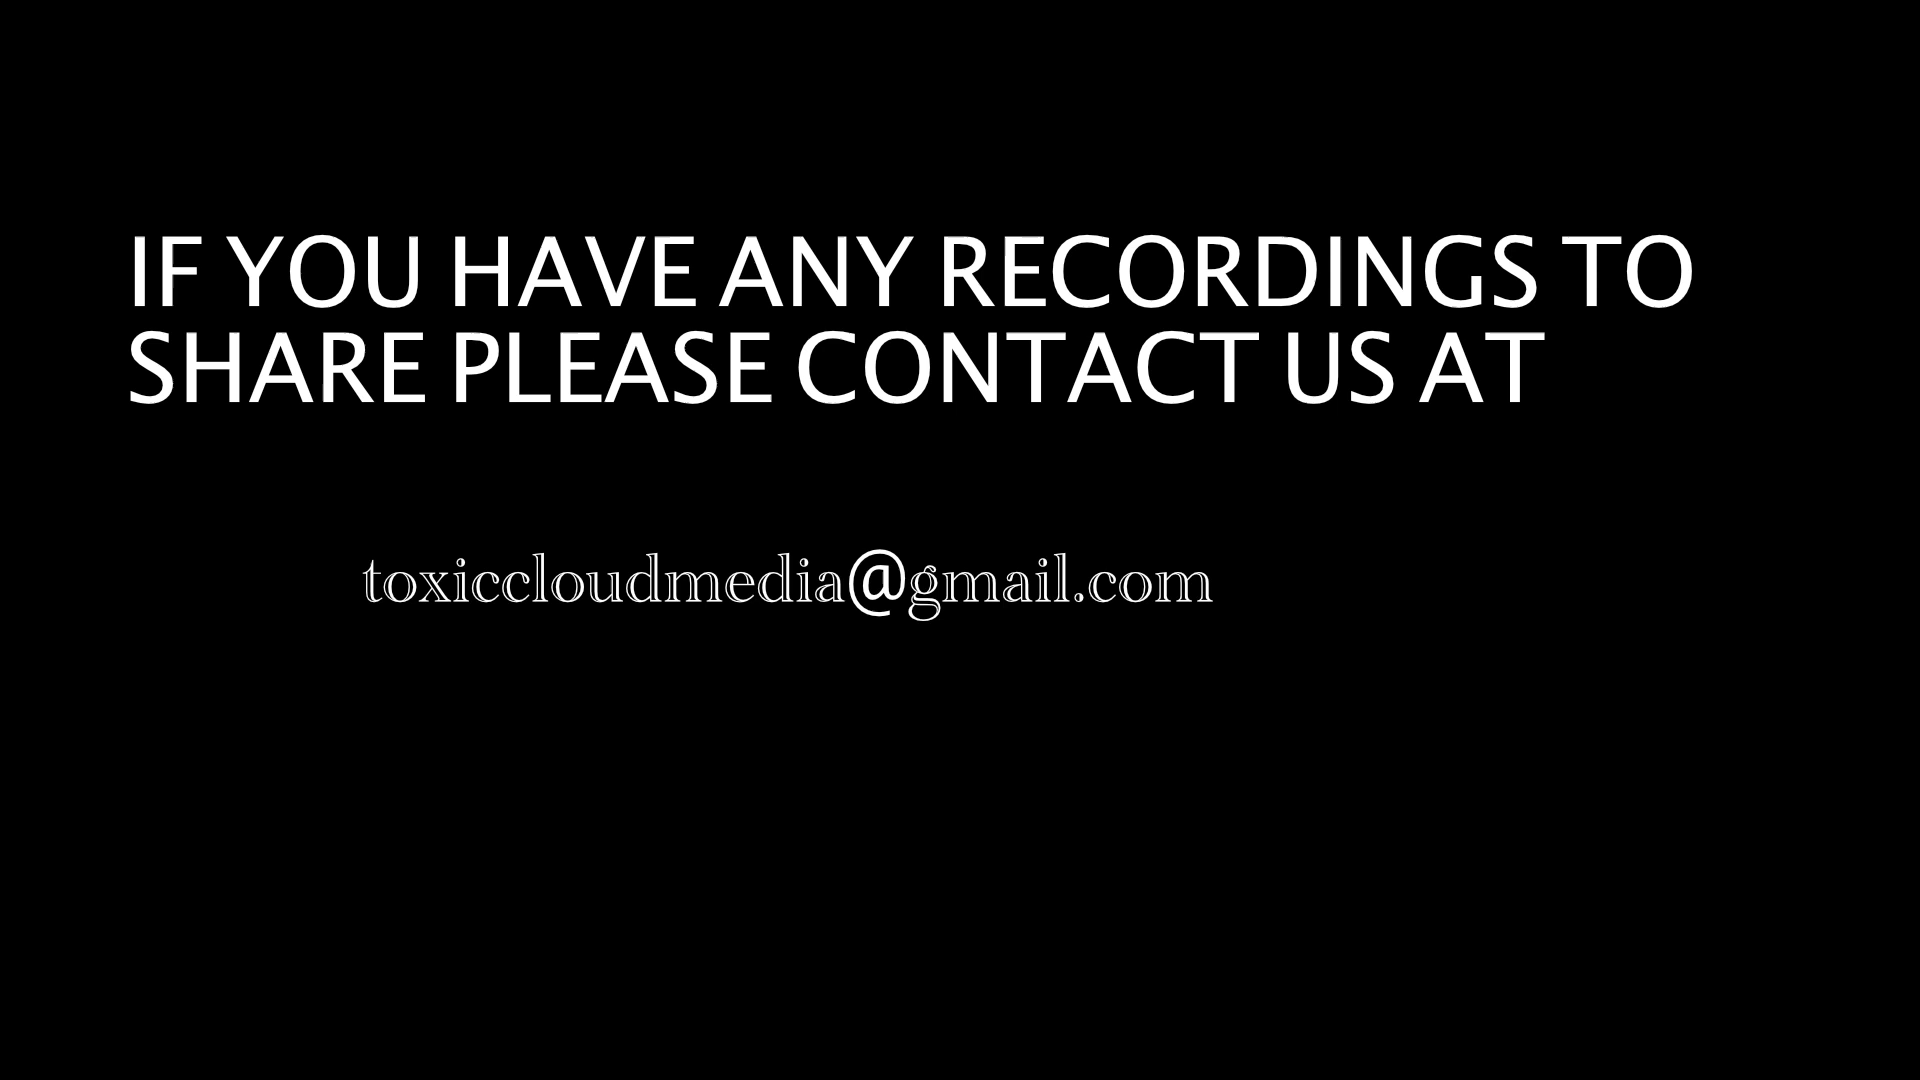 IF YOU HAVE ANY RECORDINGS TO
SHARE PLEASE CONTACT US AT
toxiccloudmedia@gmail.com